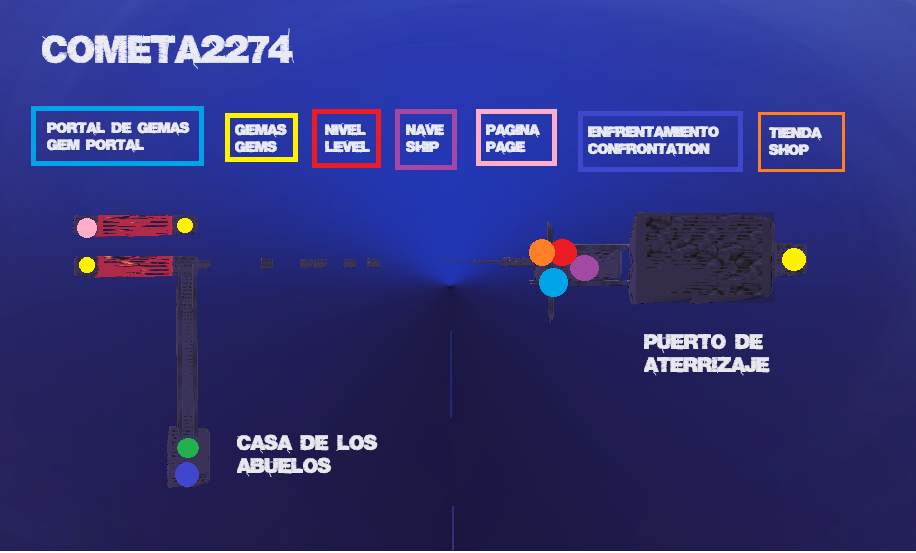 COMETA2274
PORTAL DE GEMAS
GEM PORTAL
GEMAS
GEMS
NIVEL
LEVEL
NAVE
SHIP
PAGINA
PAGE
ENFRENTAMIENTO
CONFRONTATION
TIENDA
SHOP
PUERTO DE
ATERRIZAJE
CASA DE LOS
ABUELOS